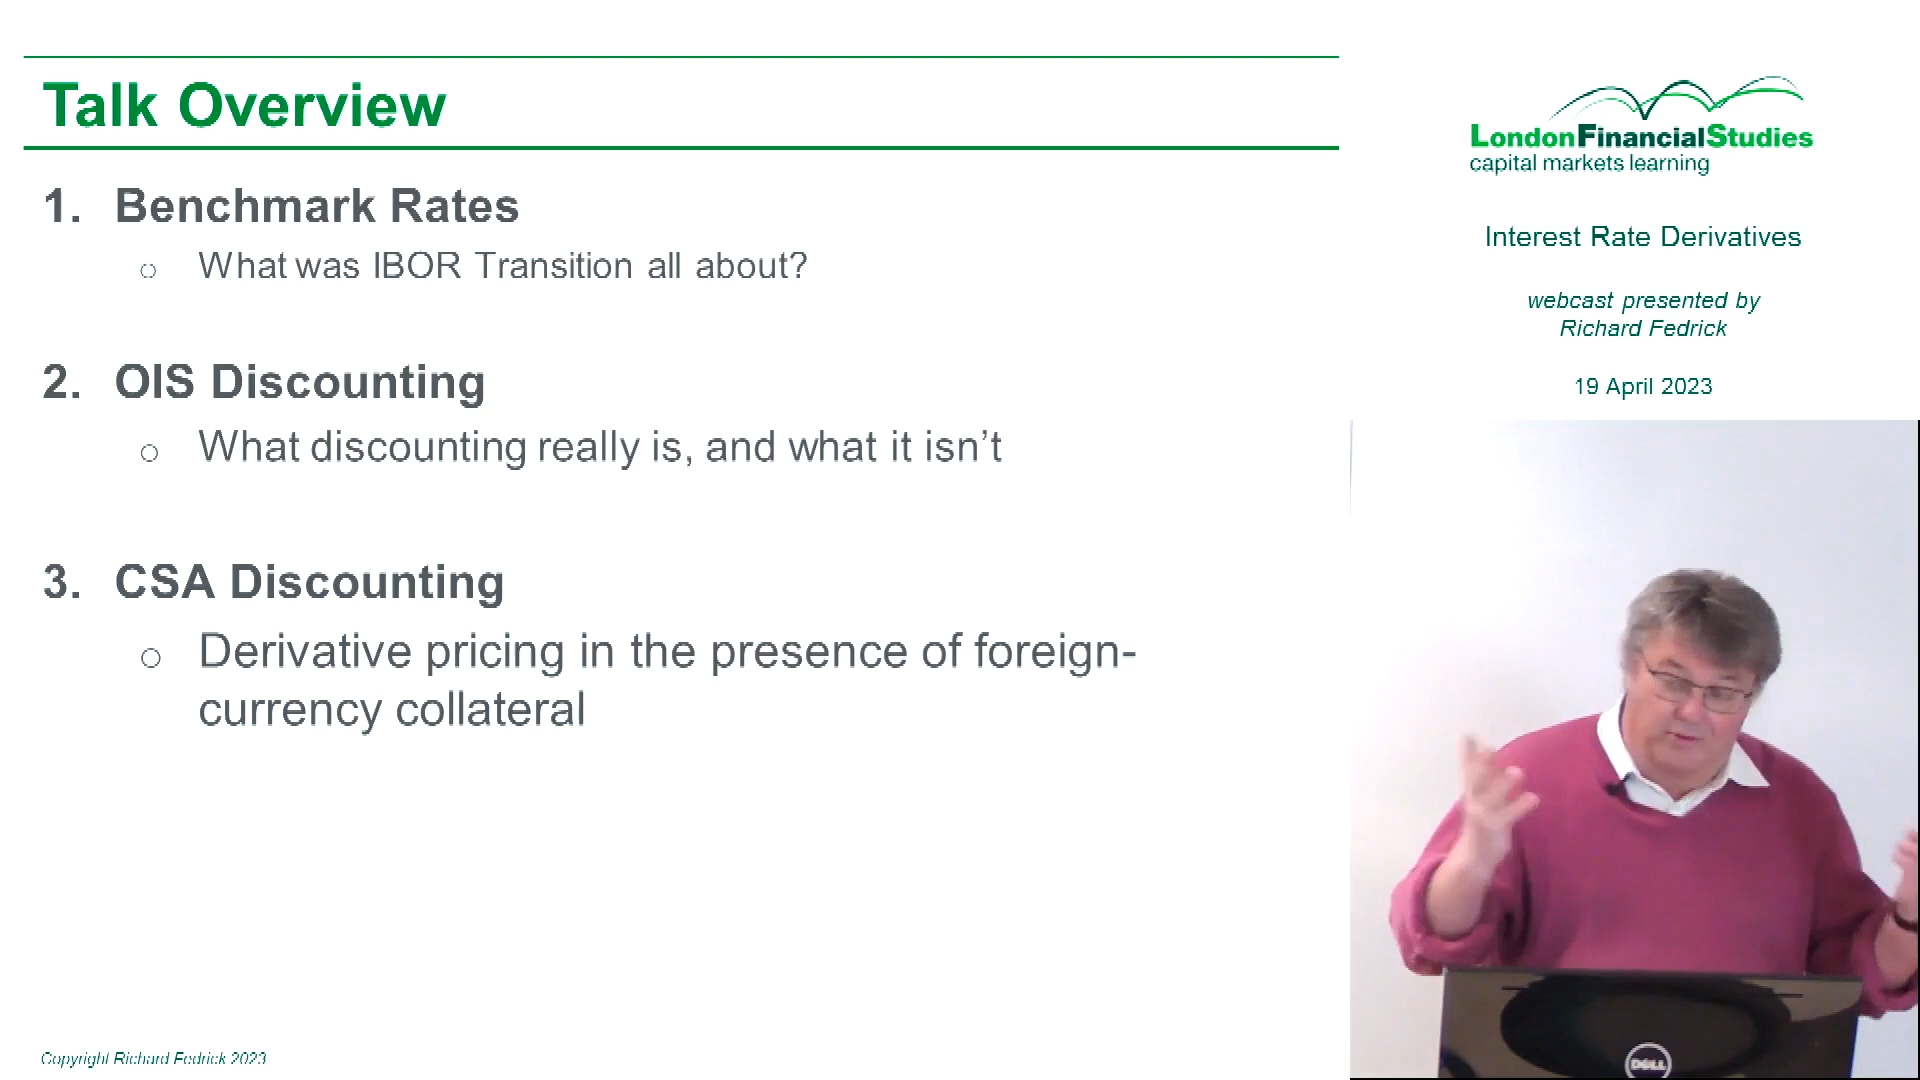 Talk Overview
1. Benchmark Rates
o What was IBOR Transition all about?
2. OIS Discounting
o What discounting really is, and what it isn’t
3. CSA Discounting
o Derivative pricing in the presence of foreign-
currency collateral
Copyright Richard Fedrick 2023
LondonFinancialStudies
capital markets learning
Interest Rate Derivatives
webcast presented by
Richard Fedrick
19 April 2023
DELL